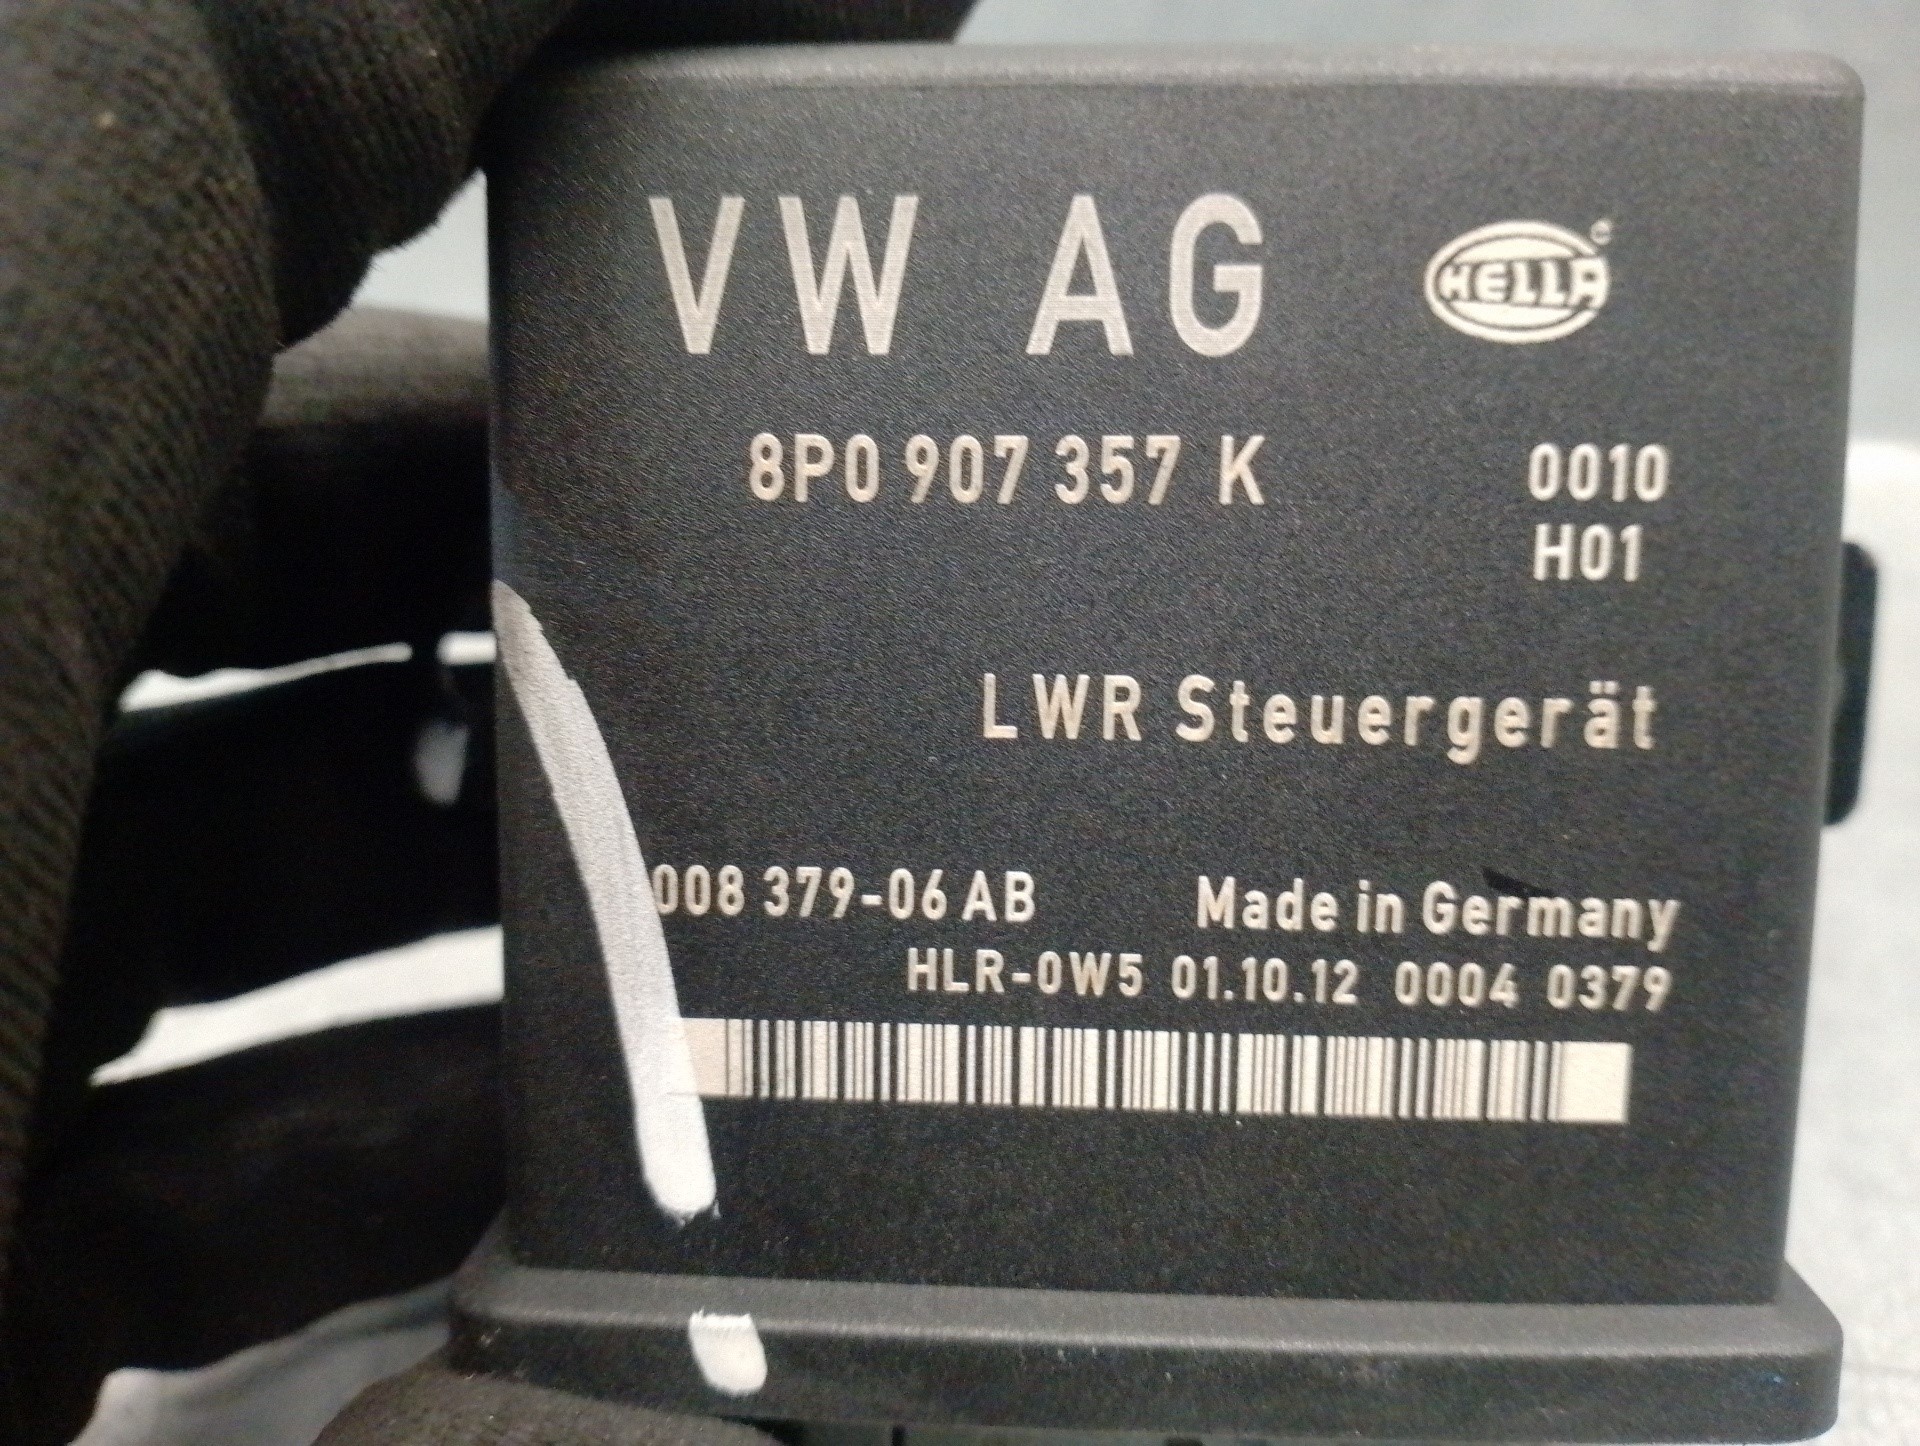 VW AG HELLA
8P0 907 357 K 0010
H01
LWR Steuergerät
008 379-06 AB Made in Germany
HLR-0W5 01.10.12 0004 0379